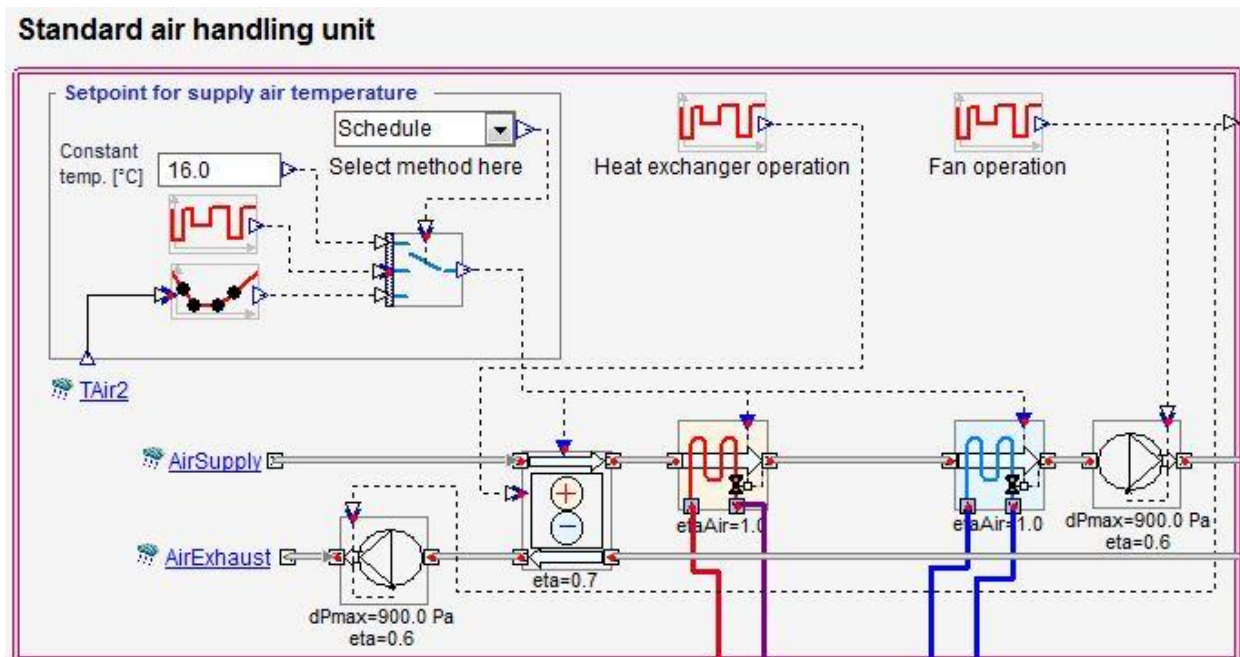 Standard air handling unit
Setpoint for supply air temperature
Schedule
Constant
temp. [°C]
16.0
Select method here
Heat exchanger operation
Fan operation
TAir2
AirSupply
etaAir=1.0
etaAir=1.0
dPmax=900.0 Pa
eta=0.6
AirExhaust
eta=0.7
dPmax=900.0 Pa
eta=0.6